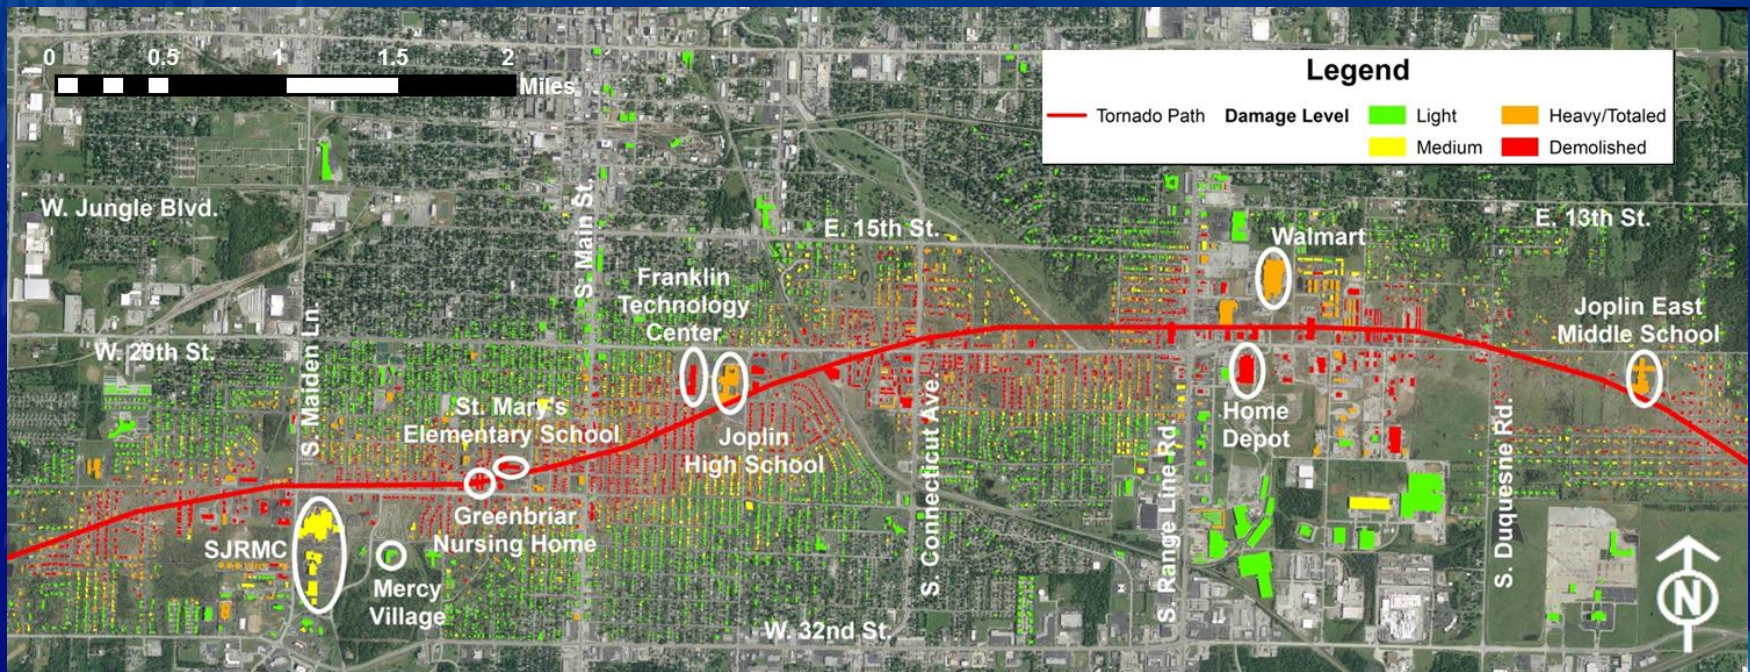 0 0.5 1 1.5 2
Miles
Legend
Tornado Path
Damage Level
Light
Heavy/Totaled
Medium
Demolished
W. Jungle Blvd.
S. Main St.
E. 15th St.
E. 13th St.
Walmart
Franklin
Technology
Center
Joplin East
Middle School
W. 20th St.
S. Maiden Ln.
St. Mary's
Elementary School
Joplin
High School
Home
Depot
S. Connecticut Ave.
S. Range Line Rd.
S. Duquesne Rd.
Greenbriar
Nursing Home
SJRMC
Mercy
Village
W. 32nd St.
N